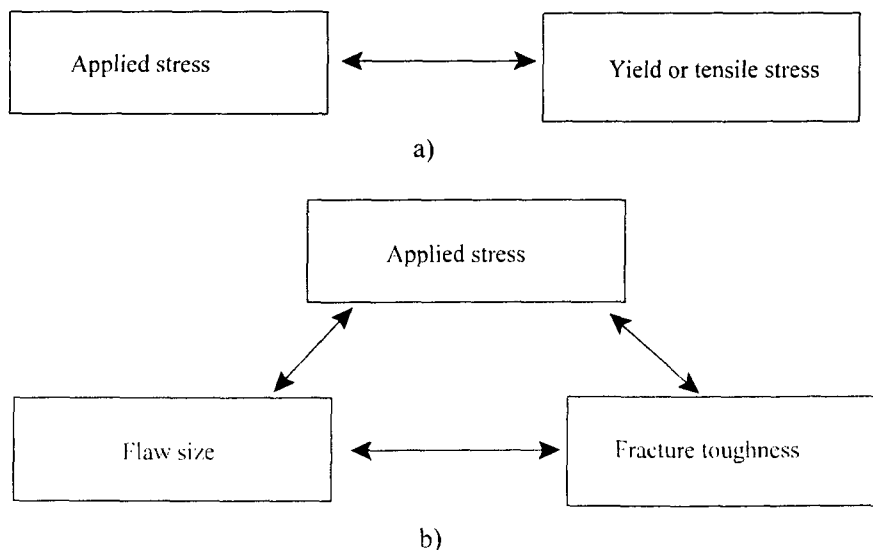 Applied stress
Yield or tensile stress
a)
Applied stress
Flaw size
Fracture toughness
b)